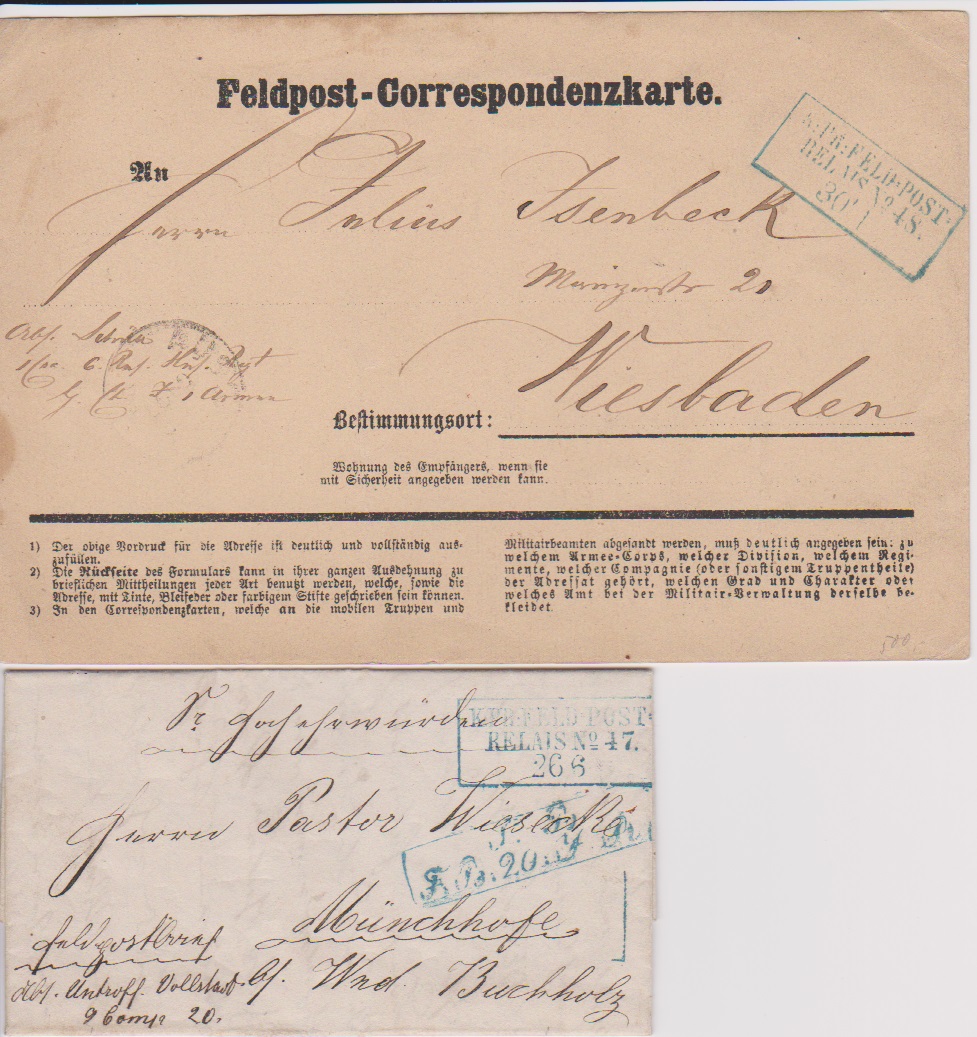 Feldpost-Correspondenzkarte.
K:PR:FELD-POST-
RELAIS No 48.
30 1
An
Herrn Julius Isenbeck
20
Wiesbaden
Bestimmungsort:
Wohnung des Empfängers, wenn sie
mit Sicherheit angegeben werden kann.
1) Der obige Vordruck für die Adresse ist deutlich und vollständig aus-
zufüllen.
2) Die Rückseite des Formulars kann in ihrer ganzen Ausdehnung zu
brieflichen Mittheilungen jeder Art benutzt werden, welche, sowie die
Adresse, mit Tinte, Bleifeder oder farbigem Stifte geschrieben sein können.
3) In den Correspondenzkarten, welche an die mobilen Truppen und
Militairbeamten abgesandt werden, muß deutlich angegeben sein: zu
welchem Armee-Corps, welcher Division, welchem Regi-
mente, welcher Compagnie (oder sonstigem Truppentheile)
der Adressat gehört, welchen Grad und Charakter oder
welches Amt bei der Militair-Verwaltung derselbe be-
kleidet.
500,-
Sr. Hochehrwürden
K:PR:FELD-POST-
RELAIS No 47.
26 6
Herrn Pastor Wiesecke
Münchhofe
Feldpostbrief
Buchholz
9 Comp 20.